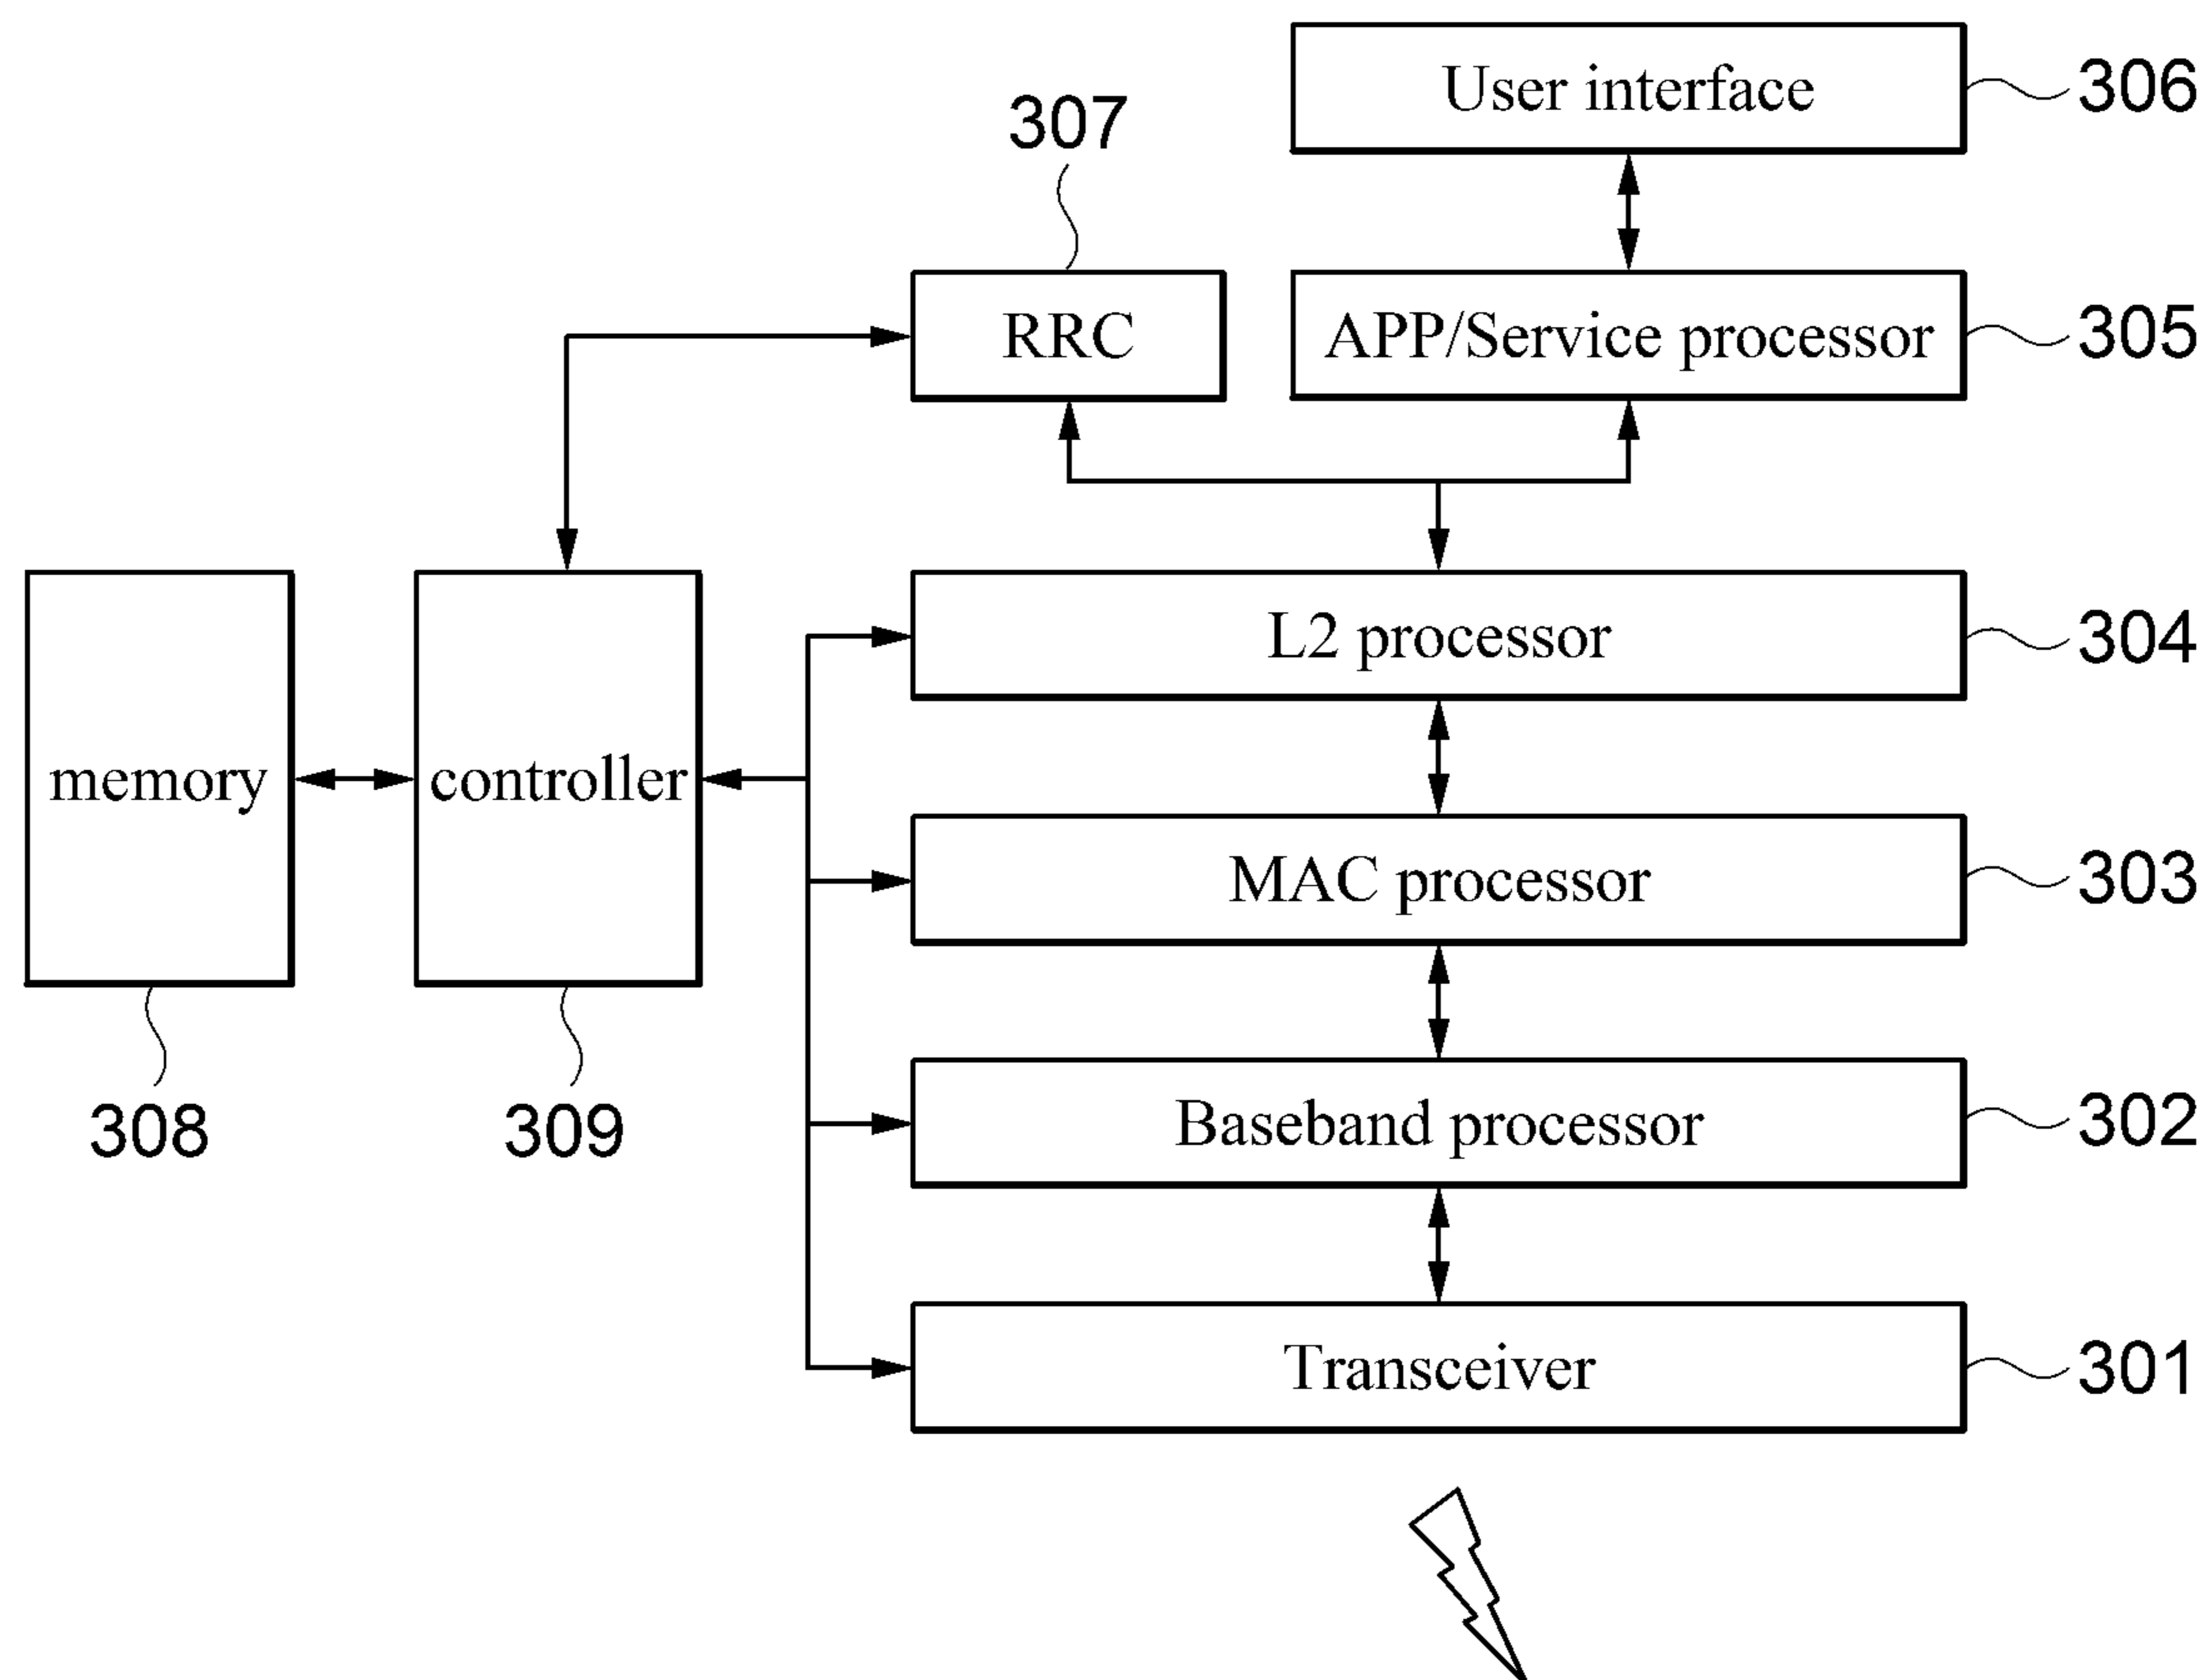 User interface
306
307
RRC
APP/Service processor
305
L2 processor
304
memory
controller
MAC processor
303
308
309
Baseband processor
302
Transceiver
301